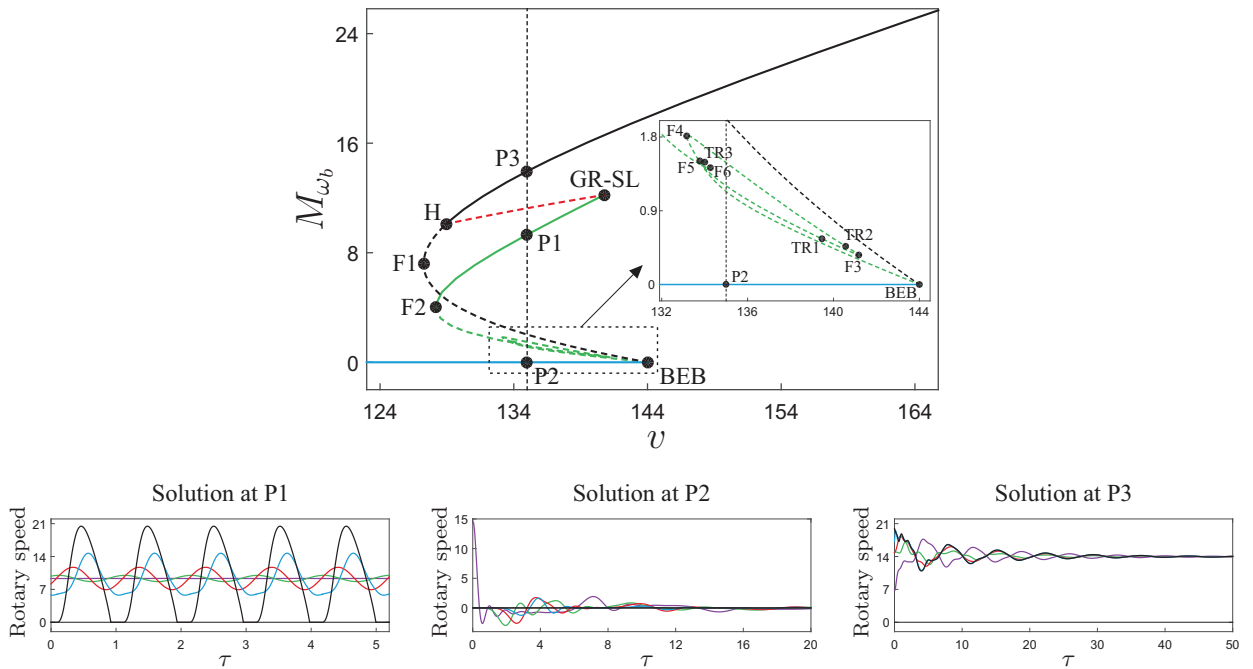 24
16
8
0
M_{ω_b}
124
134
144
154
164
v
P3
GR-SL
H
P1
F1
F2
P2
BEB
1.8
0.9
0
F4
TR3
F5
F6
TR1
TR2
F3
P2
BEB
132
136
140
144
Solution at P1
Rotary speed
21
14
7
0
0 1 2 3 4 5
τ
Solution at P2
Rotary speed
15
10
5
0
0 4 8 12 16 20
τ
Solution at P3
Rotary speed
21
14
7
0
0 10 20 30 40 50
τ